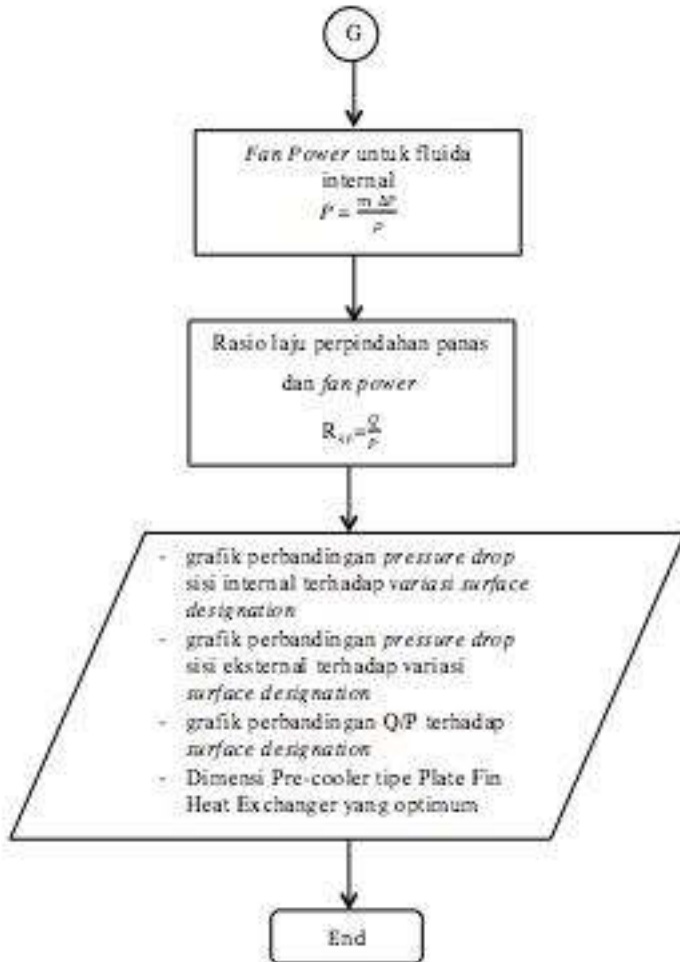 G
Fan Power untuk fluida
internal
P = m ΔP / ρ
Rasio laju perpindahan panas
dan fan power
= Q / P
- grafik perbandingan pressure drop
sisi internal terhadap variasi surface
designation
- grafik perbandingan pressure drop
sisi eksternal terhadap variasi
surface designation
- grafik perbandingan Q/P terhadap
surface designation
- Dimensi Pre-cooler tipe Plate Fin
Heat Exchanger yang optimum
End